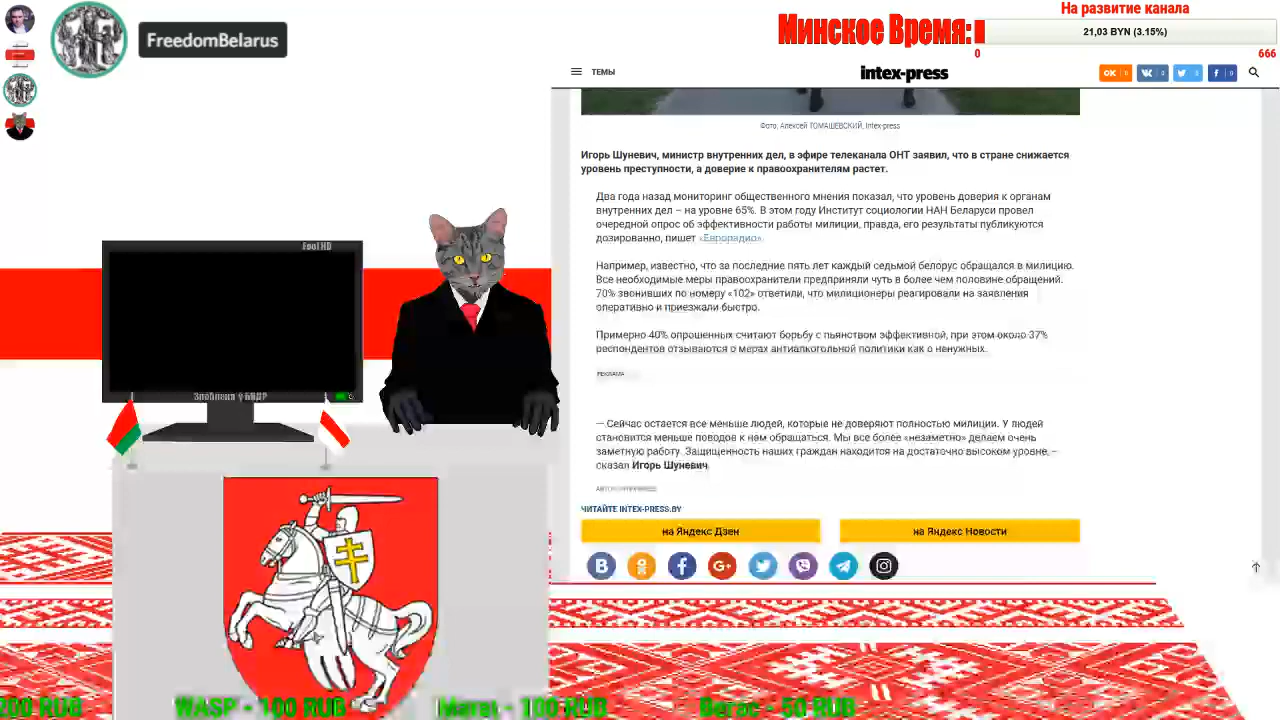 FreedomBelarus
На развитие канала
Минское Время:
21,03 BYN (3.15%)
0
666
ТЕМЫ
intex-press
Фото: Алексей ТОМАШЕВСКИЙ, Intex-press
Игорь Шуневич, министр внутренних дел, в эфире телеканала ОНТ заявил, что в стране снижается
уровень преступности, а доверие к правоохранителям растет.
Два года назад мониторинг общественного мнения показал, что уровень доверия к органам
внутренних дел – на уровне 65%. В этом году Институт социологии НАН Беларуси провел
очередной опрос об эффективности работы милиции, правда, его результаты публикуются
дозированно, пишет «Еврорадио».
Например, известно, что за последние пять лет каждый седьмой белорус обращался в милицию.
Все необходимые меры правоохранители предприняли чуть в более чем половине обращений.
70% звонивших по номеру «102» ответили, что милиционеры реагировали на заявления
оперативно и приезжали быстро.
Примерно 40% опрошенных считают борьбу с пьянством эффективной, при этом около 37%
респондентов отзываются о мерах антиалкогольной политики как о ненужных.
РЕКЛАМА
— Сейчас остается все меньше людей, которые не доверяют полностью милиции. У людей
становится меньше поводов к нам обращаться. Мы все более «незаметно» делаем очень
заметную работу. Защищенность наших граждан находится на достаточно высоком уровне, –
сказал Игорь Шуневич.
ЧИТАЙТЕ INTEX-PRESS.BY
на Яндекс Дзен
на Яндекс Новости
Fool HD
200 RUB
WASP - 100 RUB
Marat - 100 RUB
- 50 RUB